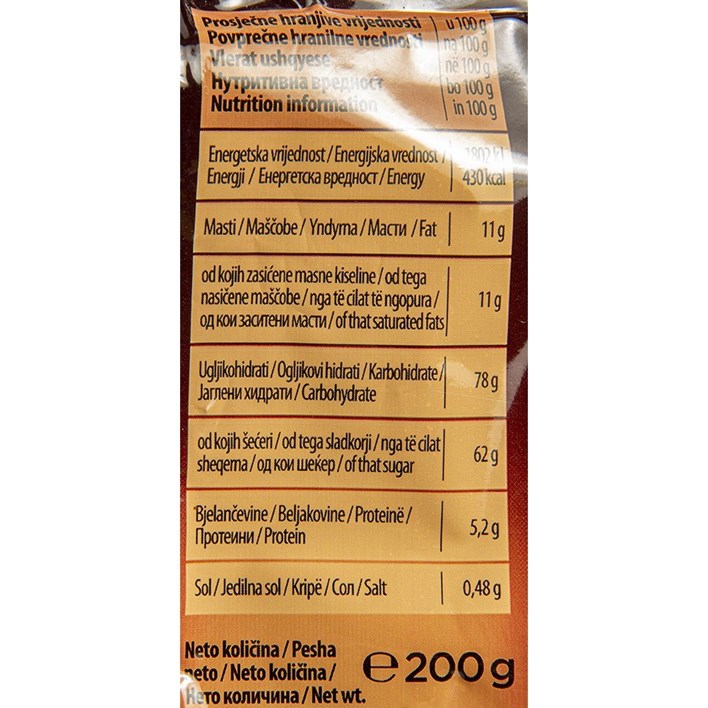 Prosječne hranjive vrijednosti u 100 g
Povprečne hranilne vrednosti na 100 g
Vlerat ushqyese në 100 g
Нутритивна вредност во 100 g
Nutrition information in 100 g
Energetska vrijednost / Energijska vrednost / 1802 kJ
Energji / Енергетска вредност / Energy 430 kcal
Masti / Maščobe / Yndyrna / Масти / Fat 11 g
od kojih zasićene masne kiseline / od tega
nasičene maščobe / nga të cilat të ngopura / 11 g
од кои заситени масти / of that saturated fats
Ugljikohidrati / Ogljikovi hidrati / Karbohidrate / 78 g
Јаглени хидрати / Carbohydrate
od kojih šećeri / od tega sladkorji / nga të cilat 62 g
sheqerna / од кои шеќер / of that sugar
Bjelančevine / Beljakovine / Proteinë / 5,2 g
Протеини / Protein
Sol / Jedilna sol / Kripë / Сол / Salt 0,48 g
Neto količina / Pesha
neto / Neto količina / e 200 g
Нето количина / Net wt.